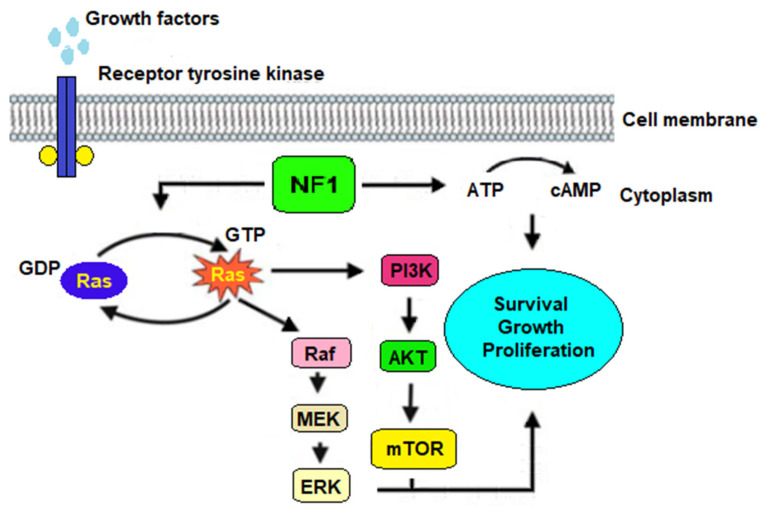 Growth factors
Receptor tyrosine kinase
Cell membrane
NF1
ATP
cAMP
Cytoplasm
GTP
GDP
Ras
Ras
PI3K
Survival
Growth
Proliferation
Raf
AKT
MEK
mTOR
ERK